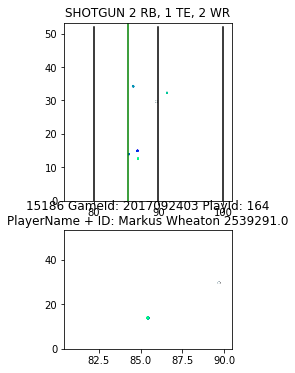 SHOTGUN 2 RB, 1 TE, 2 WR
50
40
30
20
10
0
80 90 100
15186 GameId: 2017092403 PlayId: 164
PlayerName + ID: Markus Wheaton 2539291.0
40
20
0
82.5 85.0 87.5 90.0